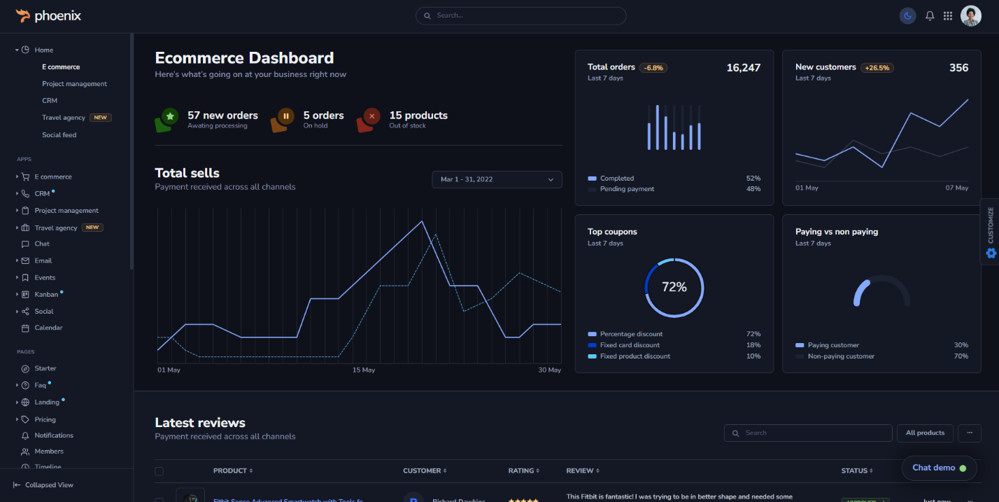 phoenix
Search...
Home
E commerce
Project management
CRM
Travel agency NEW
Social feed
APPS
E commerce
CRM
Project management
Travel agency NEW
Chat
Email
Events
Kanban
Social
Calendar
PAGES
Starter
Faq
Landing
Pricing
Notifications
Members
Timeline
Collapsed View
Ecommerce Dashboard
Here's what's going on at your business right now
57 new orders
Awating processing
5 orders
On hold
15 products
Out of stock
Total sells
Payment received across all channels
Mar 1 - 31, 2022
01 May 15 May 30 May
Total orders -6.8% 16,247
Last 7 days
Completed 52%
Pending payment 48%
New customers +26.5% 356
Last 7 days
01 May 07 May
Top coupons
Last 7 days
72%
Percentage discount 72%
Fixed card discount 18%
Fixed product discount 10%
Paying vs non paying
Last 7 days
Paying customer 30%
Non-paying customer 70%
CUSTOMIZE
Latest reviews
Payment received across all channels
Search
All products
PRODUCT CUSTOMER RATING REVIEW STATUS
Chat demo
Fitbit Sense Advanced Smartwatch with Tools fo
R Richard Dawkins
This Fitbit is fantastic! I was trying to be in better shape and needed some
APPROVED
Just now